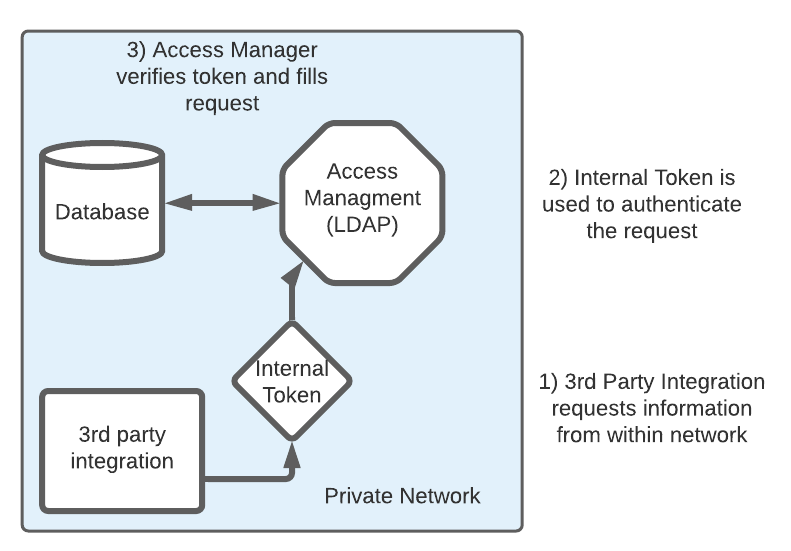 3) Access Manager
verifies token and fills
request
Database
Access
Managment
(LDAP)
2) Internal Token is
used to authenticate
the request
Internal
Token
1) 3rd Party Integration
requests information
from within network
3rd party
integration
Private Network